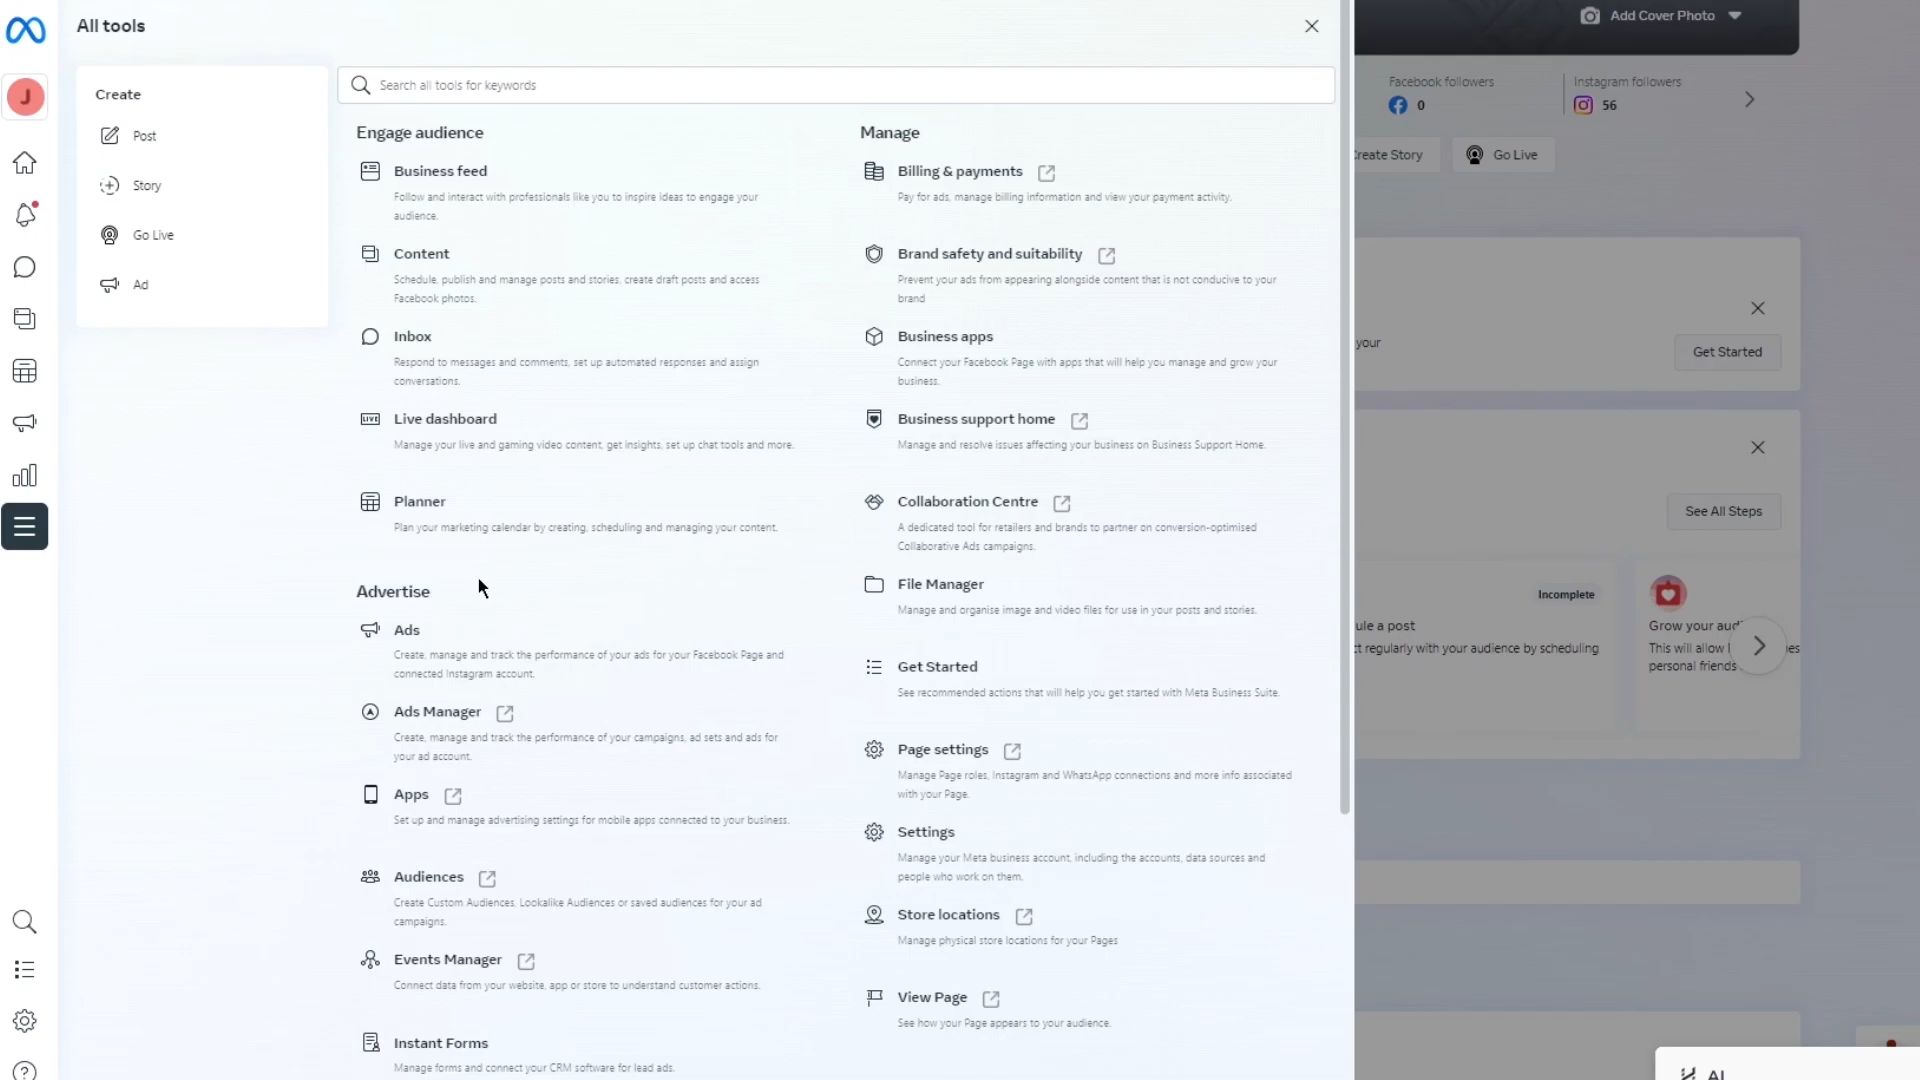 All tools
Create
Post
Story
Go Live
Ad
Search all tools for keywords
Engage audience
Business feed
Follow and interact with professionals like you to inspire ideas to engage your
audience.
Content
Schedule, publish and manage posts and stories, create draft posts and access
Facebook photos.
Inbox
Respond to messages and comments, set up automated responses and assign
conversations.
LIVE
Live dashboard
Manage your live and gaming video content, get insights, set up chat tools and more.
Planner
Plan your marketing calendar by creating, scheduling and managing your content.
Advertise
Ads
Create, manage and track the performance of your ads for your Facebook Page and
connected Instagram account.
Ads Manager
Create, manage and track the performance of your campaigns, ad sets and ads for
your ad account.
Apps
Set up and manage advertising settings for mobile apps connected to your business.
Audiences
Create Custom Audiences, Lookalike Audiences or saved audiences for your ad
campaigns.
Events Manager
Connect data from your website, app or store to understand customer actions.
Instant Forms
Manage forms and connect your CRM software for lead ads.
Manage
Billing & payments
Pay for ads, manage billing information and view your payment activity.
Brand safety and suitability
Prevent your ads from appearing alongside content that is not conducive to your
brand
Business apps
Connect your Facebook Page with apps that will help you manage and grow your
business.
Business support home
Manage and resolve issues affecting your business on Business Support Home.
Collaboration Centre
A dedicated tool for retailers and brands to partner on conversion-optimised
Collaborative Ads campaigns.
File Manager
Manage and organise image and video files for use in your posts and stories.
Get Started
See recommended actions that will help you get started with Meta Business Suite.
Page settings
Manage Page roles, Instagram and WhatsApp connections and more info associated
with your Page.
Settings
Manage your Meta business account, including the accounts, data sources and
people who work on them.
Store locations
Manage physical store locations for your Pages
View Page
See how your Page appears to your audience.
J
Add Cover Photo
Facebook followers
0
Instagram followers
56
Create Story
Go Live
your
Get Started
See All Steps
Incomplete
ule a post
ct regularly with your audience by scheduling
Grow your aud
This will allow
personal friends
AI